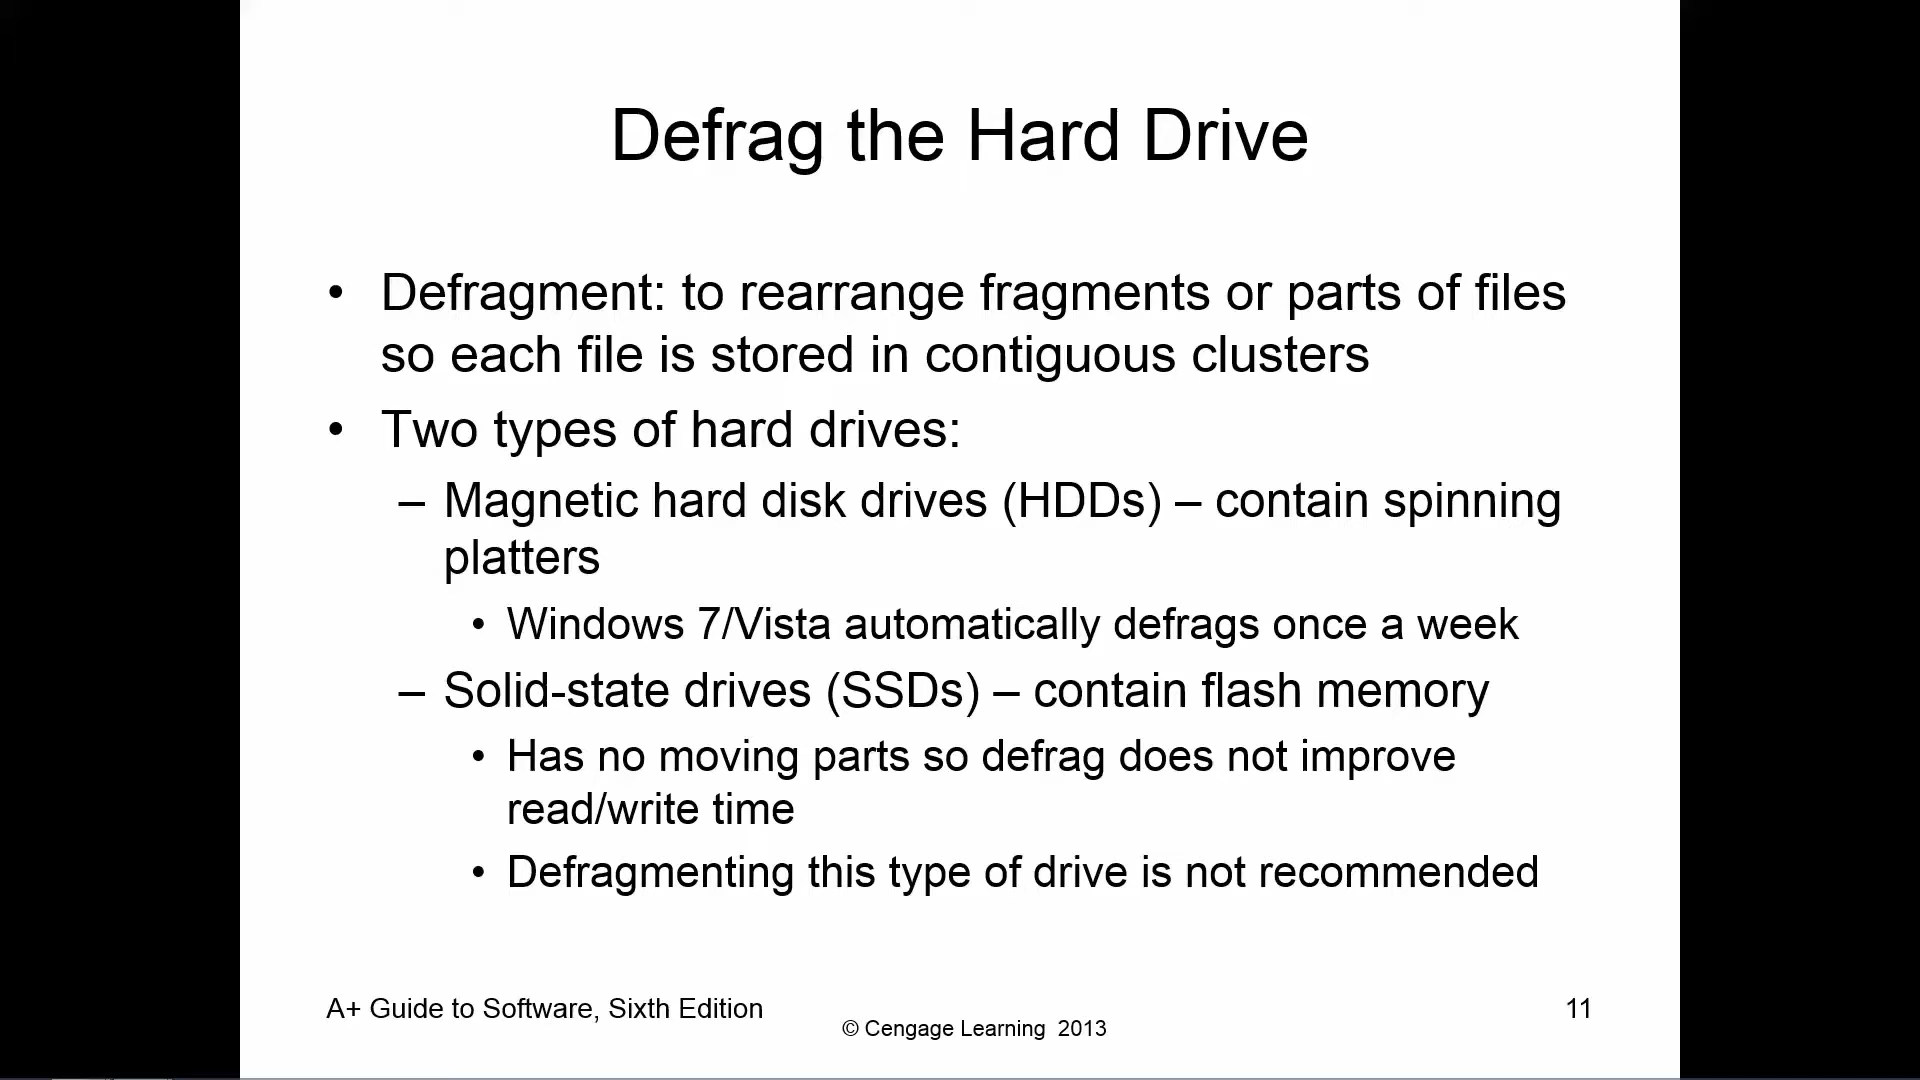 Defrag the Hard Drive
• Defragment: to rearrange fragments or parts of files
so each file is stored in contiguous clusters
• Two types of hard drives:
– Magnetic hard disk drives (HDDs) – contain spinning
platters
• Windows 7/Vista automatically defrags once a week
– Solid-state drives (SSDs) – contain flash memory
• Has no moving parts so defrag does not improve
read/write time
• Defragmenting this type of drive is not recommended
A+ Guide to Software, Sixth Edition
© Cengage Learning 2013
11